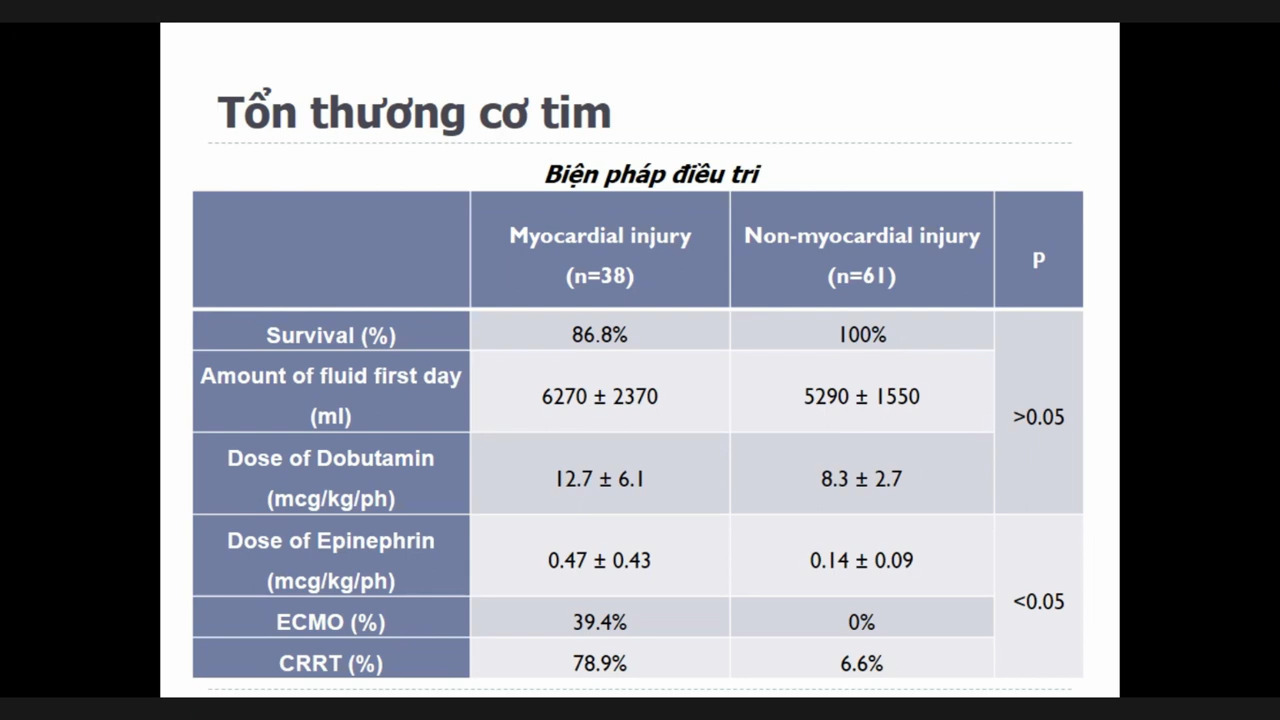 Tổn thương cơ tim
Biện pháp điều tri
Myocardial injury
(n=38)
Non-myocardial injury
(n=61)
P
Survival (%)
86.8%
100%
Amount of fluid first day
(ml)
6270 ± 2370
5290 ± 1550
>0.05
Dose of Dobutamin
(mcg/kg/ph)
12.7 ± 6.1
8.3 ± 2.7
Dose of Epinephrin
(mcg/kg/ph)
0.47 ± 0.43
0.14 ± 0.09
<0.05
ECMO (%)
39.4%
0%
CRRT (%)
78.9%
6.6%